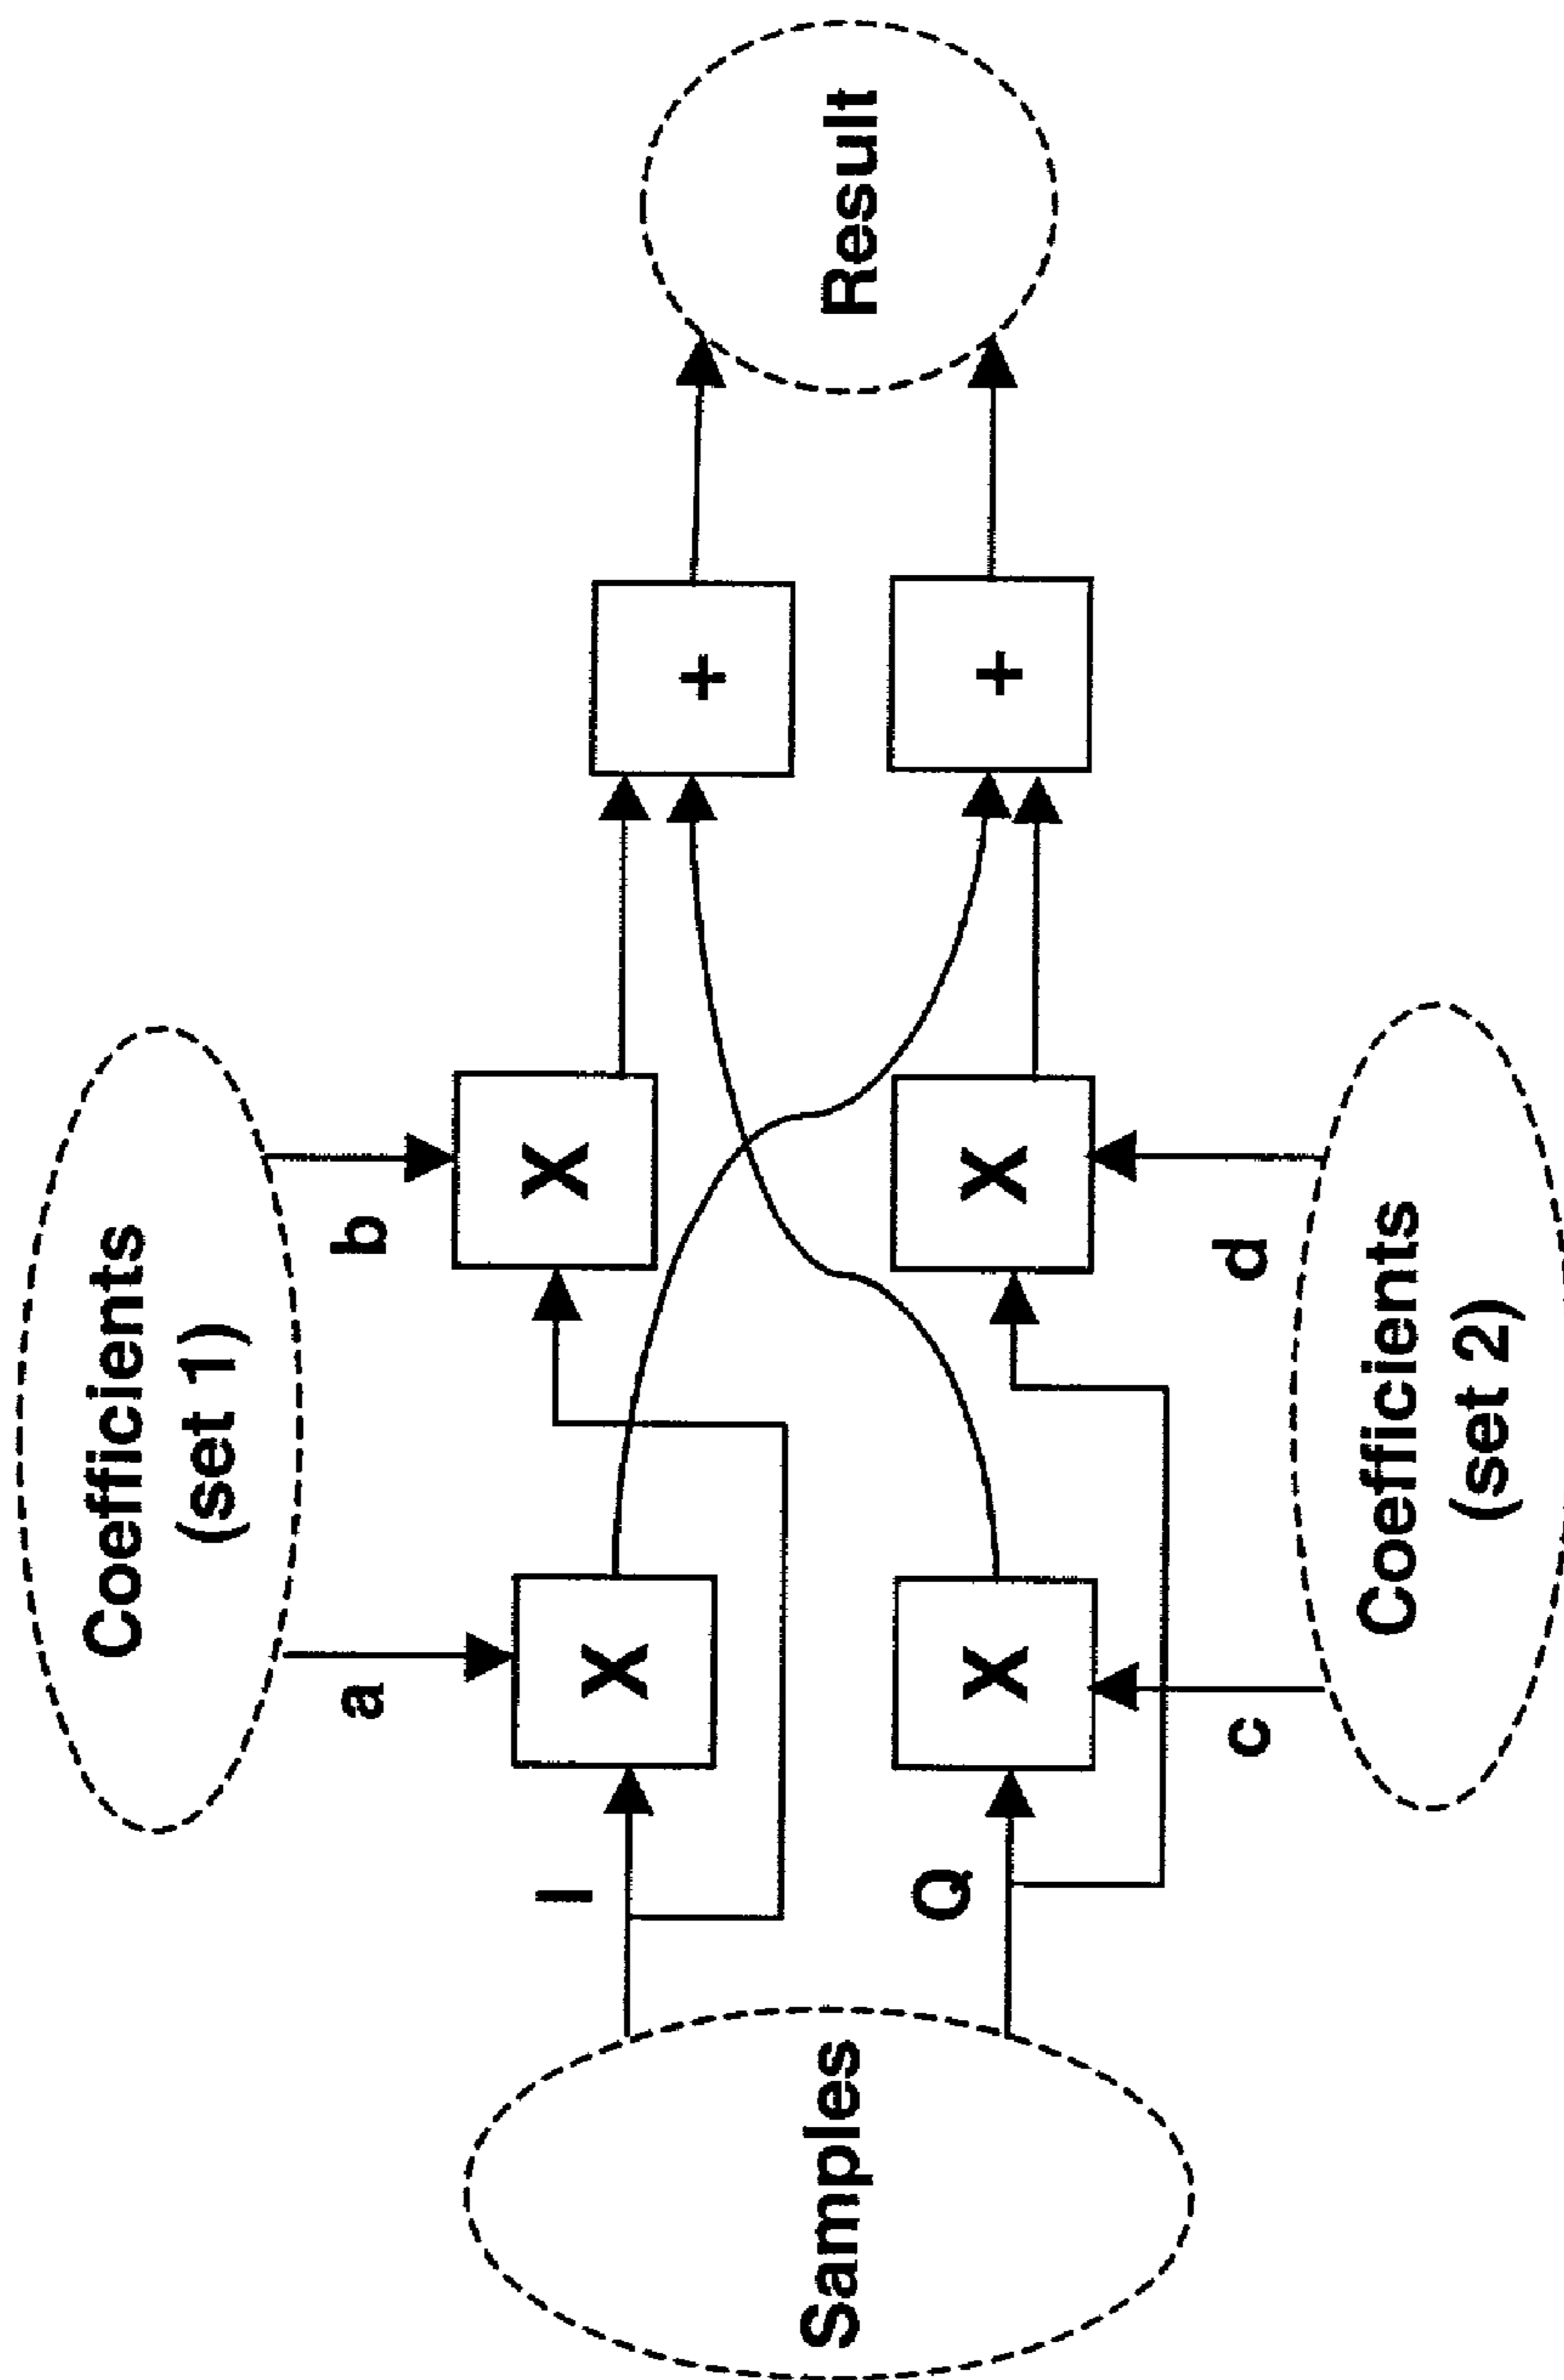 Coefficients
(set 1)
a
b
Samples
I
Q
X
X
X
X
+
+
Result
c
d
Coefficients
(set 2)